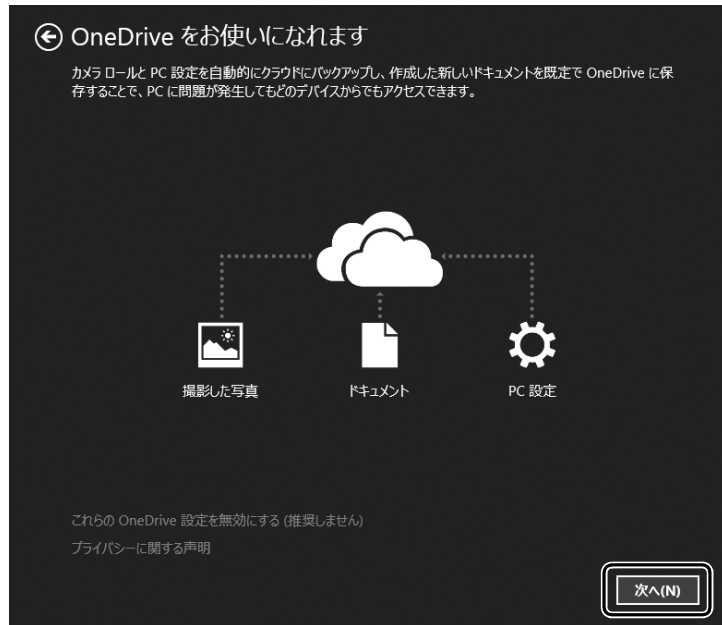 OneDrive をお使いになれます
カメラ ロールと PC 設定を自動的にクラウドにバックアップし、作成した新しいドキュメントを既定で OneDrive に保
存することで、PC に問題が発生してもどのデバイスからでもアクセスできます。
撮影した写真 ドキュメント PC 設定
これらの OneDrive 設定を無効にする (推奨しません)
プライバシーに関する声明
次へ(N)